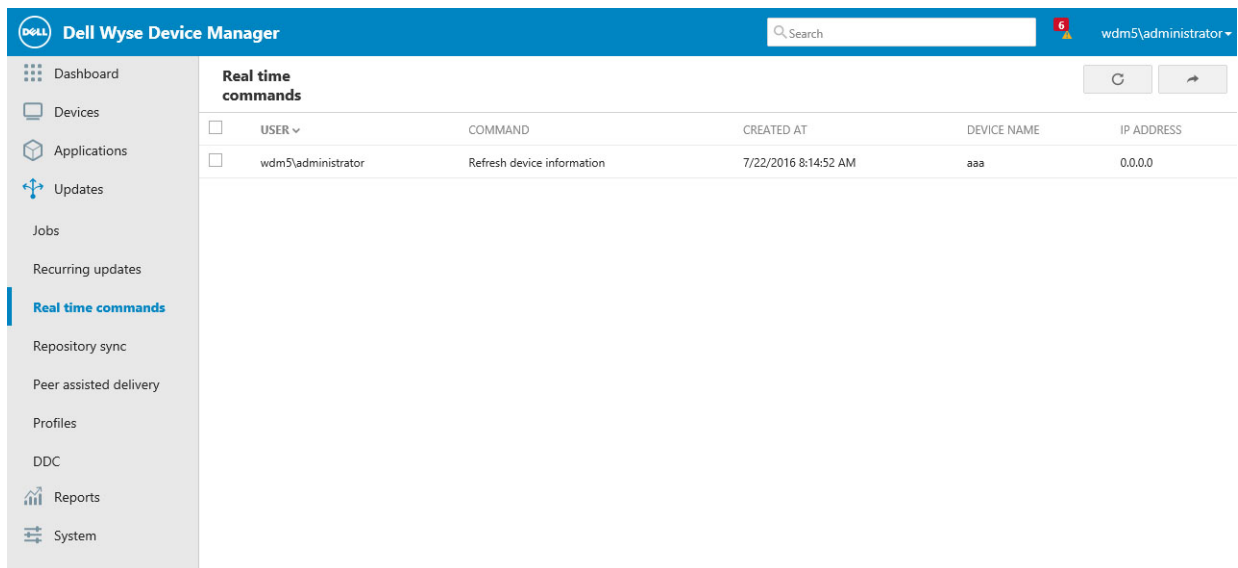 DELL
Dell Wyse Device Manager
Search
6
wdm5\administrator
Dashboard
Devices
Applications
Updates
Jobs
Recurring updates
Real time commands
Repository sync
Peer assisted delivery
Profiles
DDC
Reports
System
Real time
commands
USER COMMAND CREATED AT DEVICE NAME IP ADDRESS
wdm5\administrator Refresh device information 7/22/2016 8:14:52 AM aaa 0.0.0.0